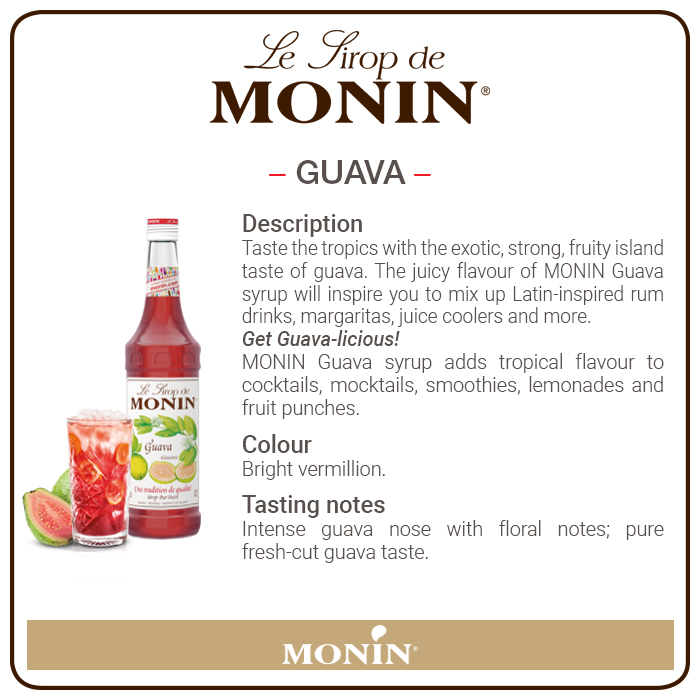 Le Sirop de
MONIN®
– GUAVA –
Description
Taste the tropics with the exotic, strong, fruity island
taste of guava. The juicy flavour of MONIN Guava
syrup will inspire you to mix up Latin-inspired rum
drinks, margaritas, juice coolers and more.
Get Guava-licious!
MONIN Guava syrup adds tropical flavour to
cocktails, mocktails, smoothies, lemonades and
fruit punches.
Colour
Bright vermillion.
Tasting notes
Intense guava nose with floral notes; pure
fresh-cut guava taste.
MONIN
Le Sirop de
MONIN
Guava
Goyave
Une tradition de qualité
Sirop - Pur Sucre
MONIN®